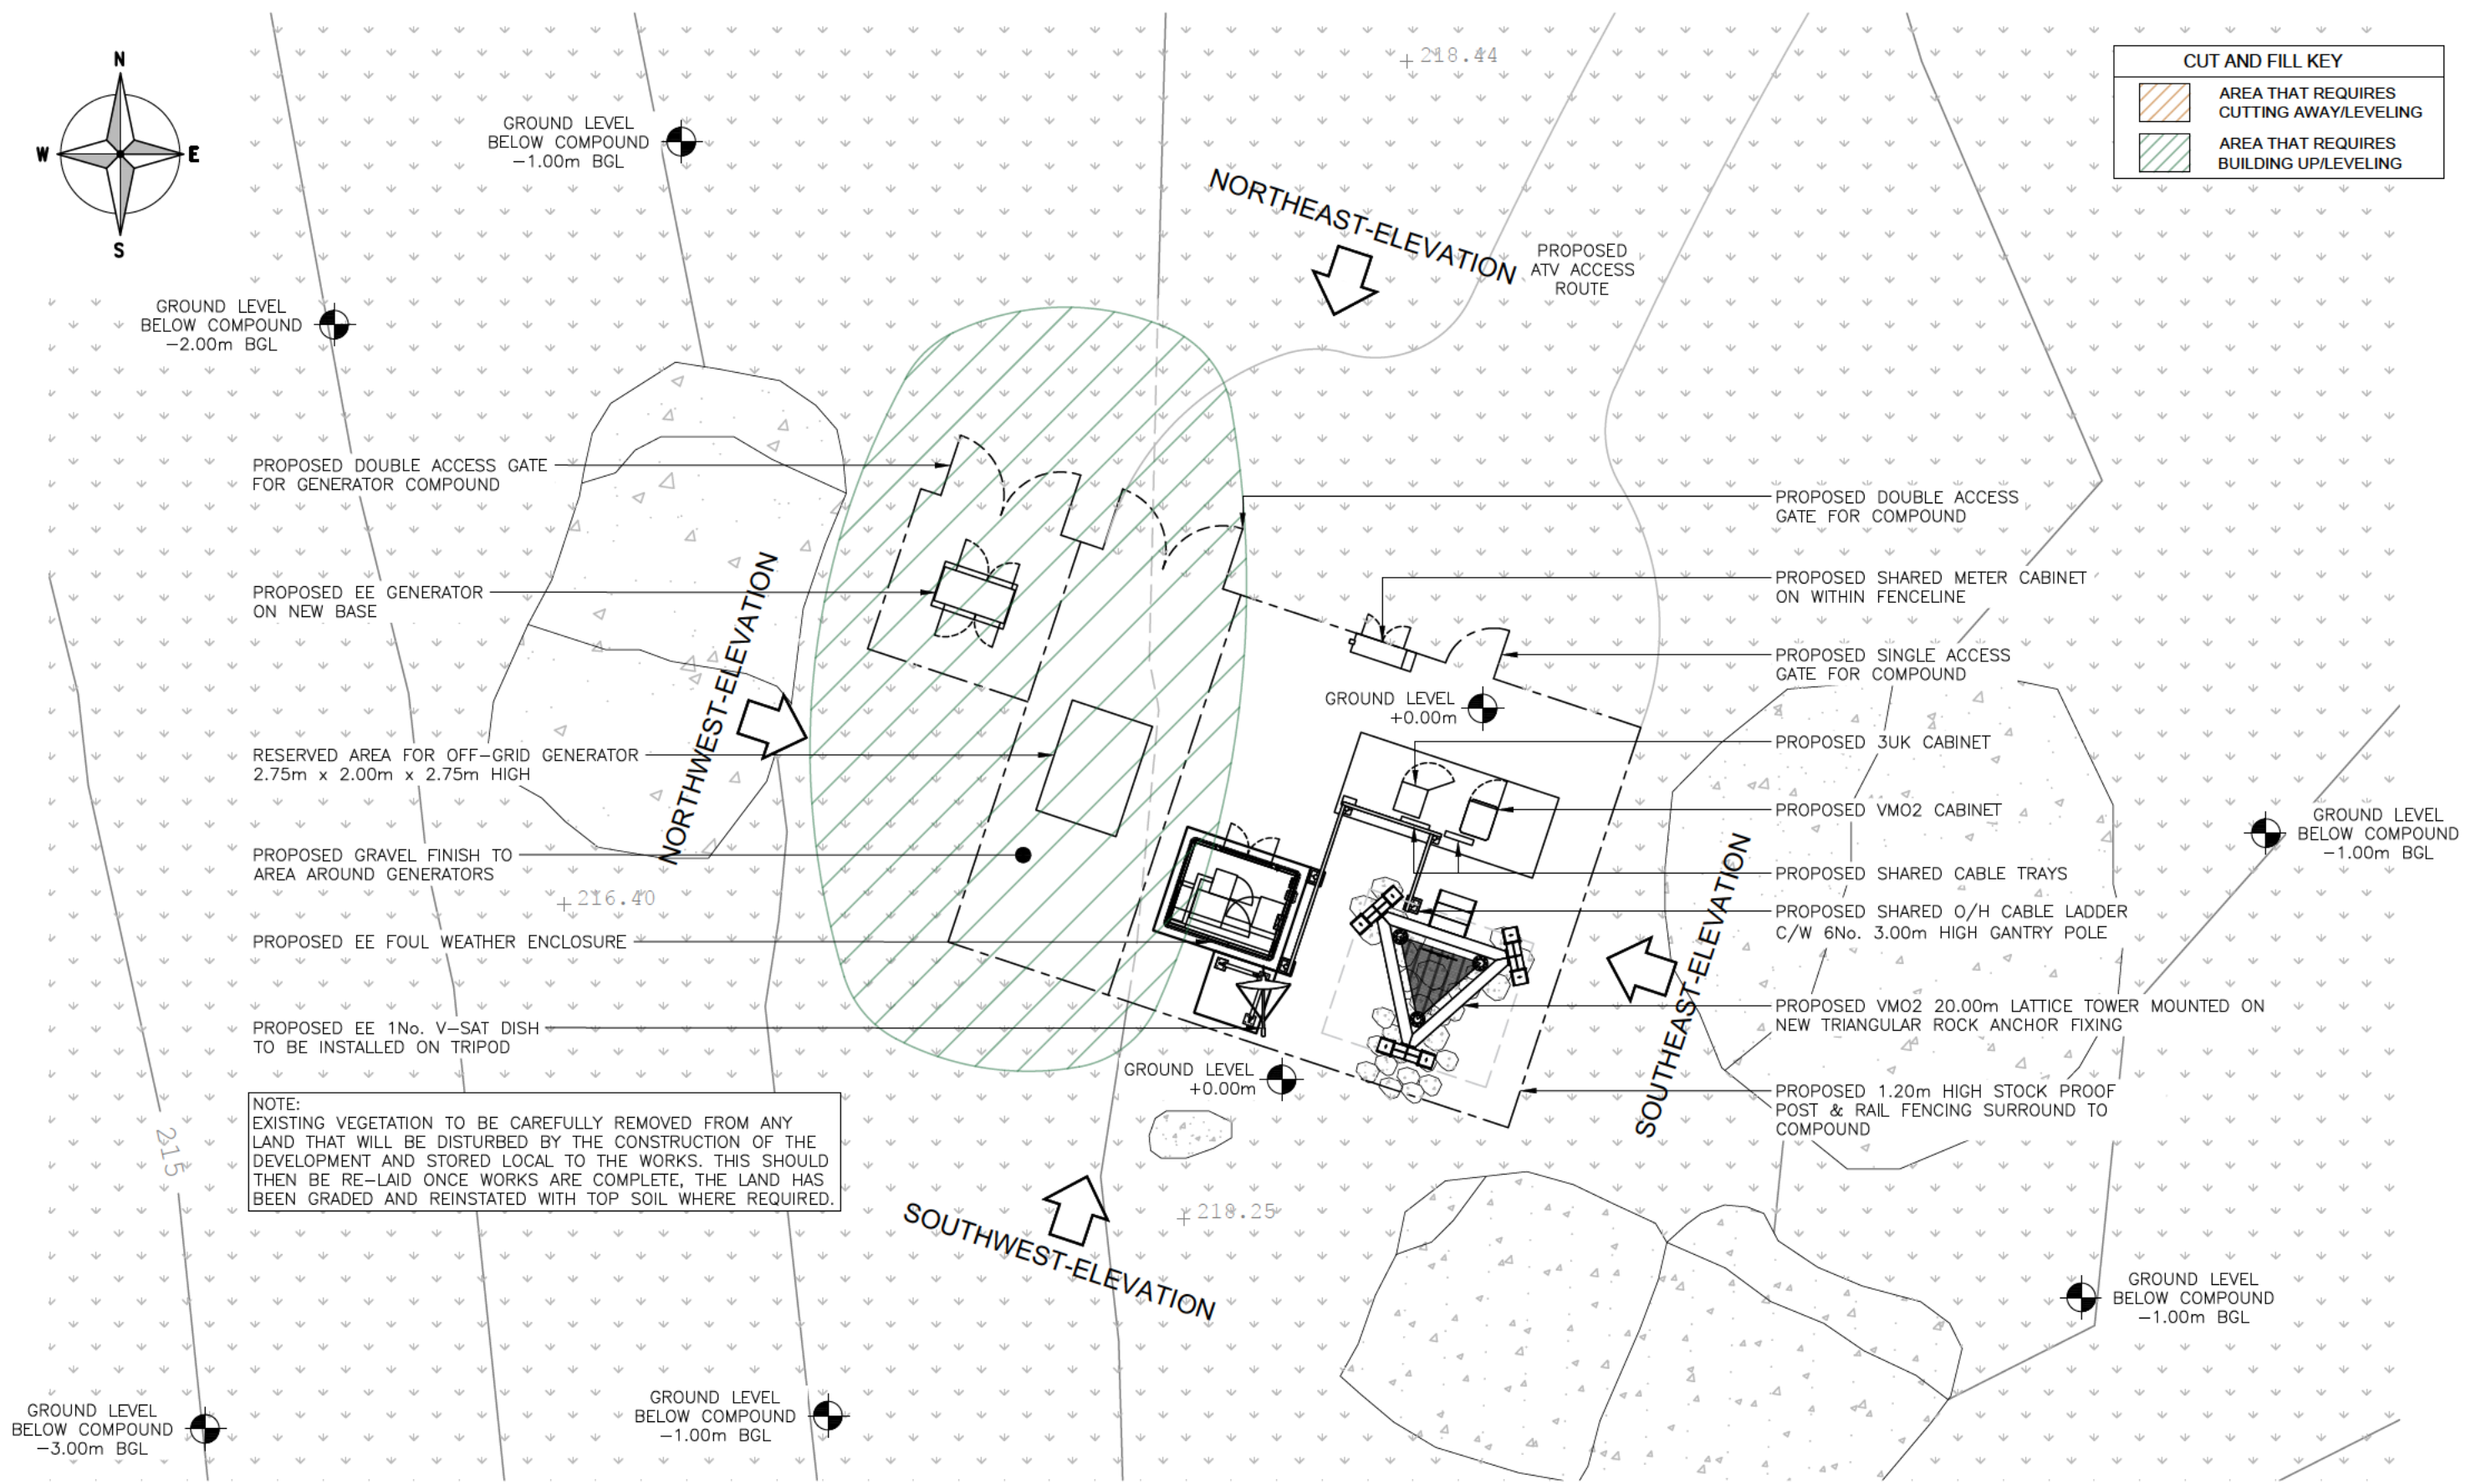 N
W
E
S
218.44
CUT AND FILL KEY
AREA THAT REQUIRES
CUTTING AWAY/LEVELING
AREA THAT REQUIRES
BUILDING UP/LEVELING
GROUND LEVEL
BELOW COMPOUND
-1.00m BGL
NORTHEAST-ELEVATION
PROPOSED
ATV ACCESS
ROUTE
GROUND LEVEL
BELOW COMPOUND
-2.00m BGL
PROPOSED DOUBLE ACCESS GATE
FOR GENERATOR COMPOUND
PROPOSED EE GENERATOR
ON NEW BASE
NORTHWEST-ELEVATION
RESERVED AREA FOR OFF-GRID GENERATOR
2.75m x 2.00m x 2.75m HIGH
PROPOSED GRAVEL FINISH TO
AREA AROUND GENERATORS
216.40
PROPOSED EE FOUL WEATHER ENCLOSURE
PROPOSED EE 1No. V-SAT DISH
TO BE INSTALLED ON TRIPOD
PROPOSED DOUBLE ACCESS
GATE FOR COMPOUND
PROPOSED SHARED METER CABINET
ON WITHIN FENCELINE
PROPOSED SINGLE ACCESS
GATE FOR COMPOUND
GROUND LEVEL
+0.00m
PROPOSED 3UK CABINET
PROPOSED VMO2 CABINET
GROUND LEVEL
BELOW COMPOUND
-1.00m BGL
PROPOSED SHARED CABLE TRAYS
PROPOSED SHARED O/H CABLE LADDER
C/W 6No. 3.00m HIGH GANTRY POLE
SOUTHEAST-ELEVATION
PROPOSED VMO2 20.00m LATTICE TOWER MOUNTED ON
NEW TRIANGULAR ROCK ANCHOR FIXING
PROPOSED 1.20m HIGH STOCK PROOF
POST & RAIL FENCING SURROUND TO
COMPOUND
GROUND LEVEL
+0.00m
NOTE:
EXISTING VEGETATION TO BE CAREFULLY REMOVED FROM ANY
LAND THAT WILL BE DISTURBED BY THE CONSTRUCTION OF THE
DEVELOPMENT AND STORED LOCAL TO THE WORKS. THIS SHOULD
THEN BE RE-LAID ONCE WORKS ARE COMPLETE, THE LAND HAS
BEEN GRADED AND REINSTATED WITH TOP SOIL WHERE REQUIRED.
215
218.25
SOUTHWEST-ELEVATION
GROUND LEVEL
BELOW COMPOUND
-1.00m BGL
GROUND LEVEL
BELOW COMPOUND
-1.00m BGL
GROUND LEVEL
BELOW COMPOUND
-3.00m BGL